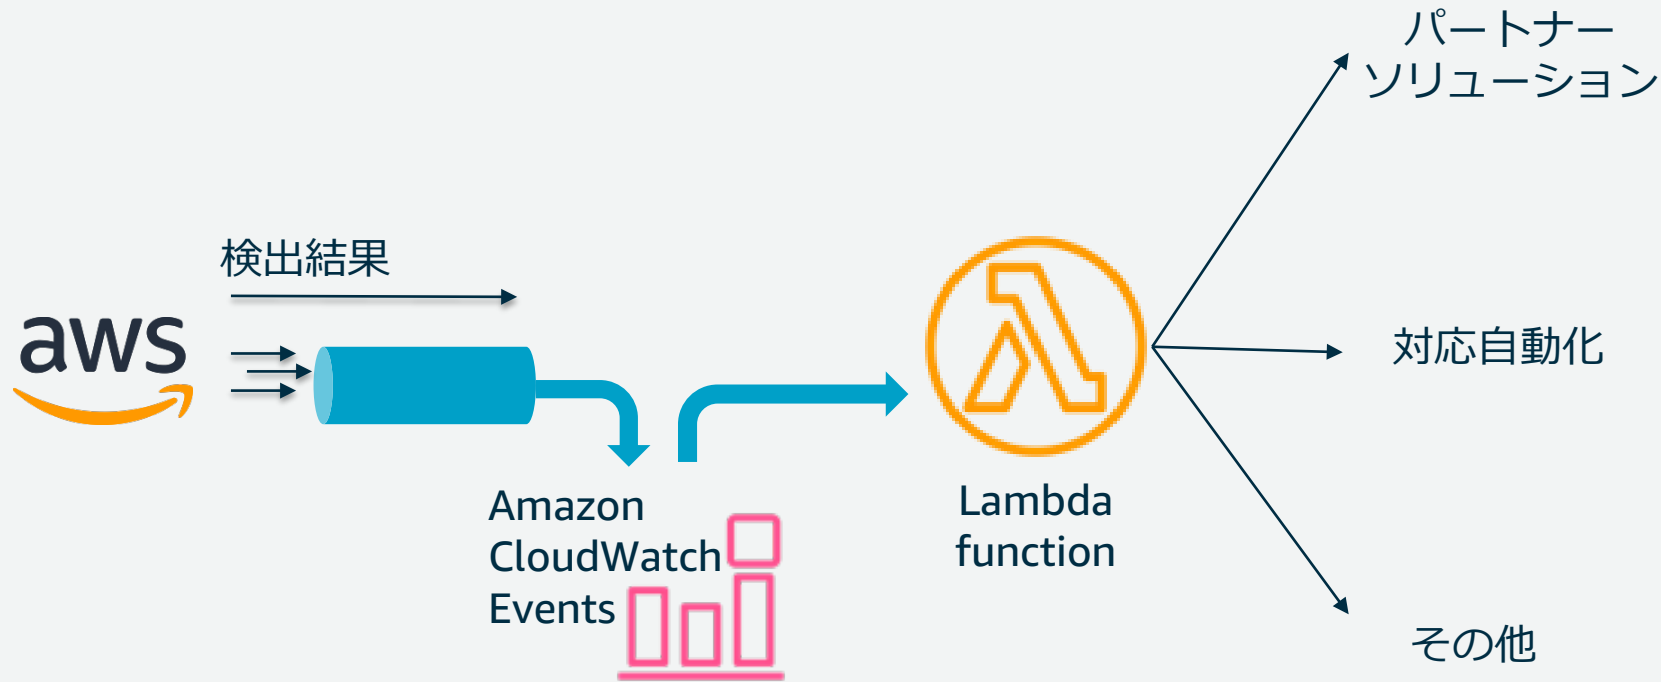 パートナー
ソリューション
検出結果
aws
対応自動化
Amazon
CloudWatch
Events
Lambda
function
その他